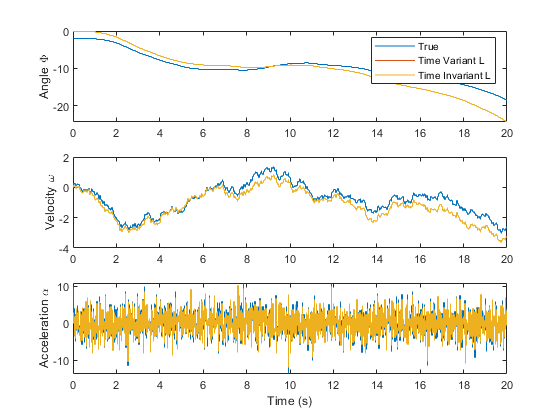 0
-10
-20
Angle Φ
True
Time Variant L
Time Invariant L
0 2 4 6 8 10 12 14 16 18 20
2
0
-2
-4
Velocity ω
0 2 4 6 8 10 12 14 16 18 20
10
0
-10
Acceleration α
0 2 4 6 8 10 12 14 16 18 20
Time (s)